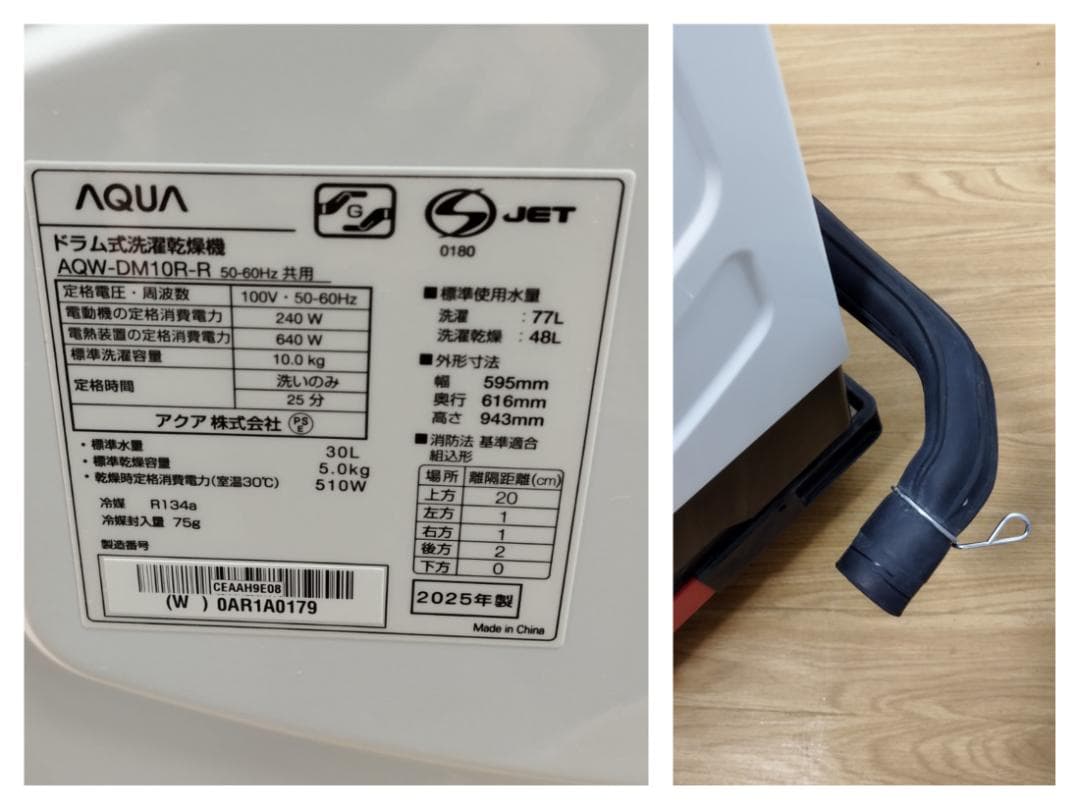 AQUA
G
JET
0180
ドラム式洗濯乾燥機
AQW-DM10R-R 50-60Hz 共用
定格電圧・周波数 100V・50-60Hz
電動機の定格消費電力 240 W
電熱装置の定格消費電力 640 W
標準洗濯容量 10.0 kg
定格時間 洗いのみ
25 分
アクア 株式会社 PSE
・標準水量 30L
・標準乾燥容量 5.0kg
・乾燥時定格消費電力(室温30℃) 510W
冷媒 R134a
冷媒封入量 75g
製造番号
CEAAH9E08
(W ) 0AR1A0179
■標準使用水量
洗濯 : 77L
洗濯乾燥 : 48L
■外形寸法
幅 595mm
奥行 616mm
高さ 943mm
■消防法 基準適合
組込形
場所 離隔距離(cm)
上方 20
左方 1
右方 1
後方 2
下方 0
2025年製
Made in China